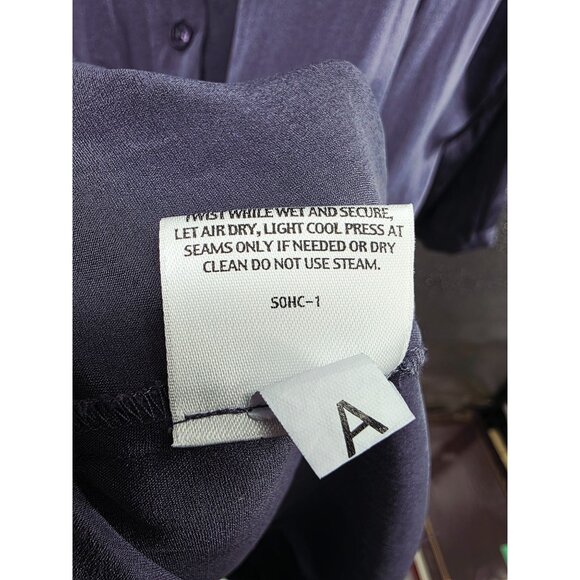 TWIST WHILE WET AND SECURE,
LET AIR DRY, LIGHT COOL PRESS AT
SEAMS ONLY IF NEEDED OR DRY
CLEAN DO NOT USE STEAM.
SOHC-1
A